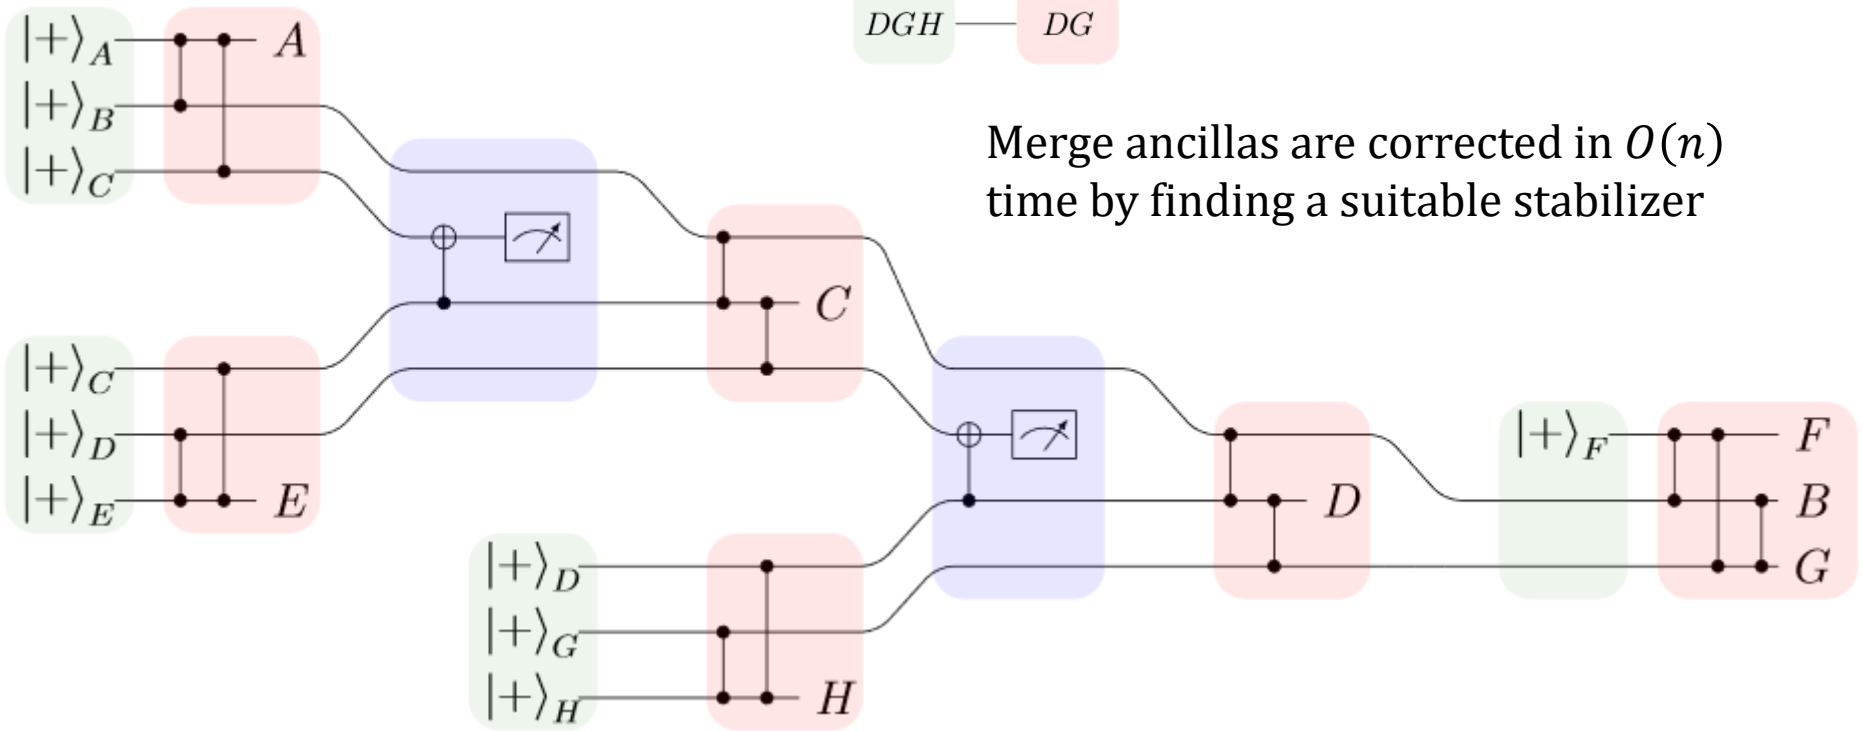 DGH DG
Merge ancillas are corrected in O(n)
time by finding a suitable stabilizer
|+⟩A A
|+⟩B
|+⟩C
C
|+⟩C
|+⟩D
|+⟩E E
|+⟩F F
D B
|+⟩D G
|+⟩G
|+⟩H H